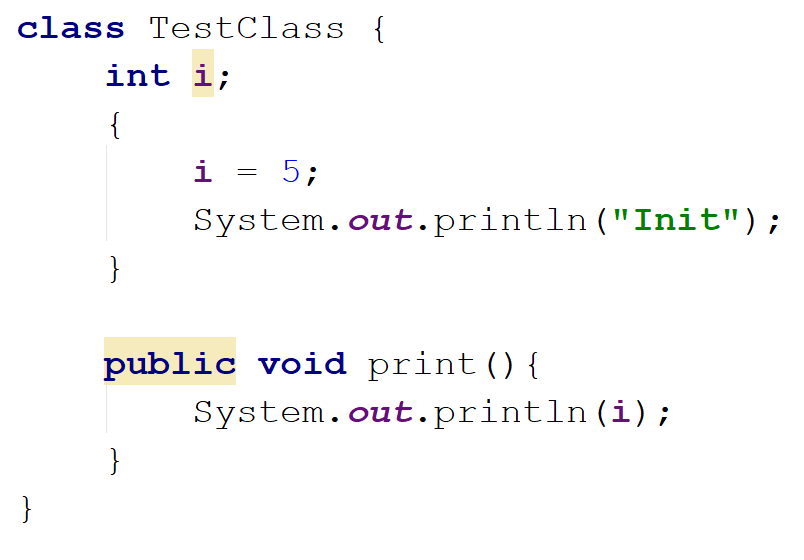 class TestClass {
    int i;
    {
        i = 5;
        System.out.println("Init");
    }

    public void print(){
        System.out.println(i);
    }
}